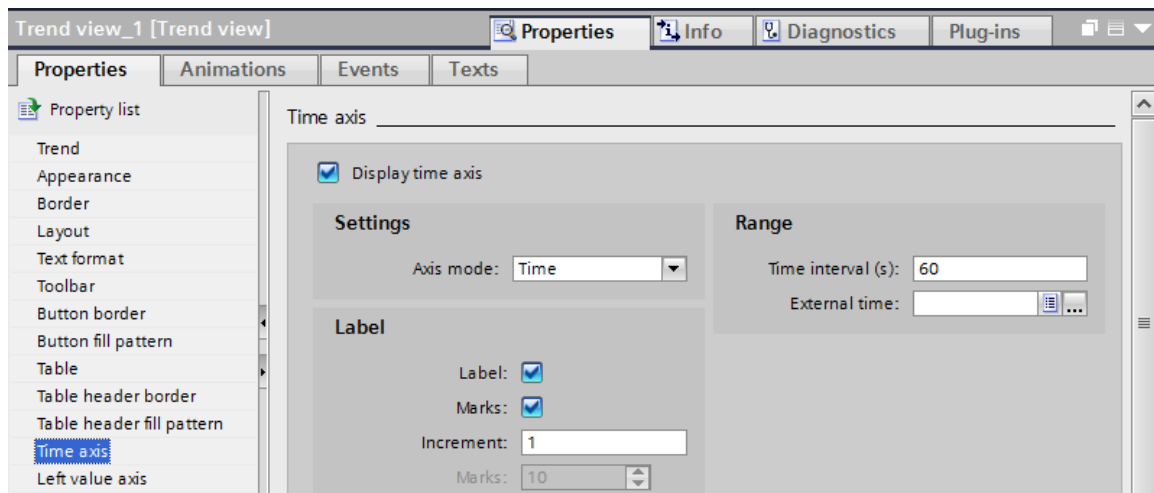 Trend view_1 [Trend view]
Properties
Info
Diagnostics
Plug-ins
Properties
Animations
Events
Texts
Property list
Trend
Appearance
Border
Layout
Text format
Toolbar
Button border
Button fill pattern
Table
Table header border
Table header fill pattern
Time axis
Left value axis
Time axis
Display time axis
Settings
Axis mode: Time
Label
Label:
Marks:
Increment: 1
Marks: 10
Range
Time interval (s): 60
External time:
...